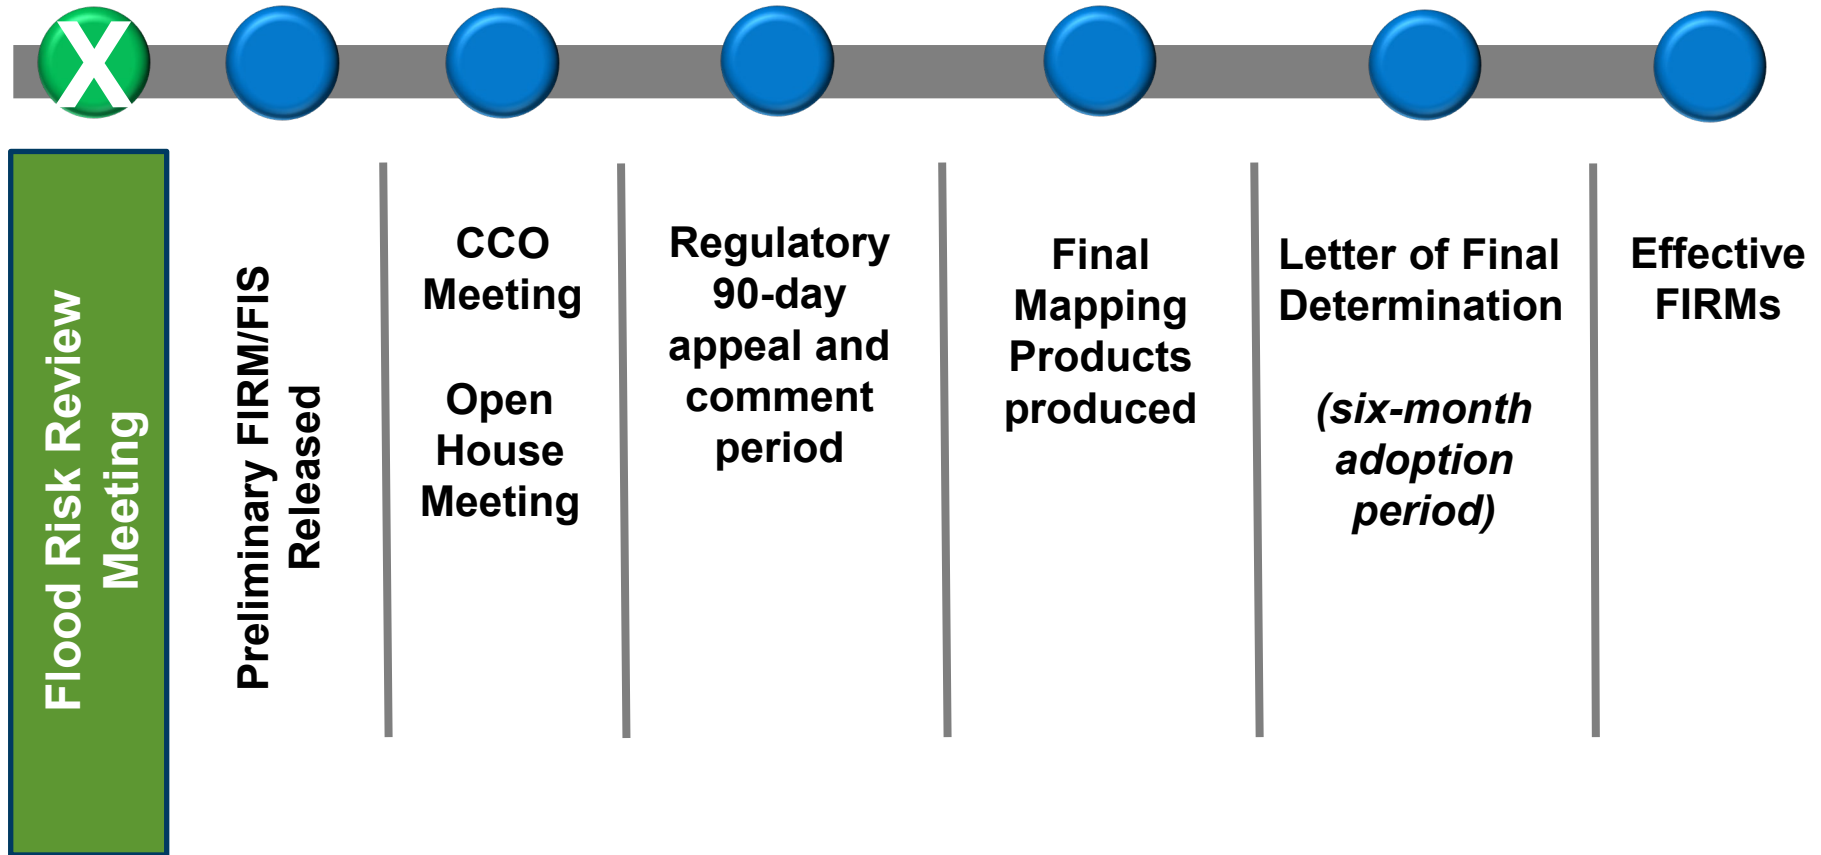 X
Flood Risk Review
Meeting
Preliminary FIRM/FIS
Released
CCO
Meeting
Open
House
Meeting
Regulatory
90-day
appeal and
comment
period
Final
Mapping
Products
produced
Letter of Final
Determination
(six-month
adoption
period)
Effective
FIRMs